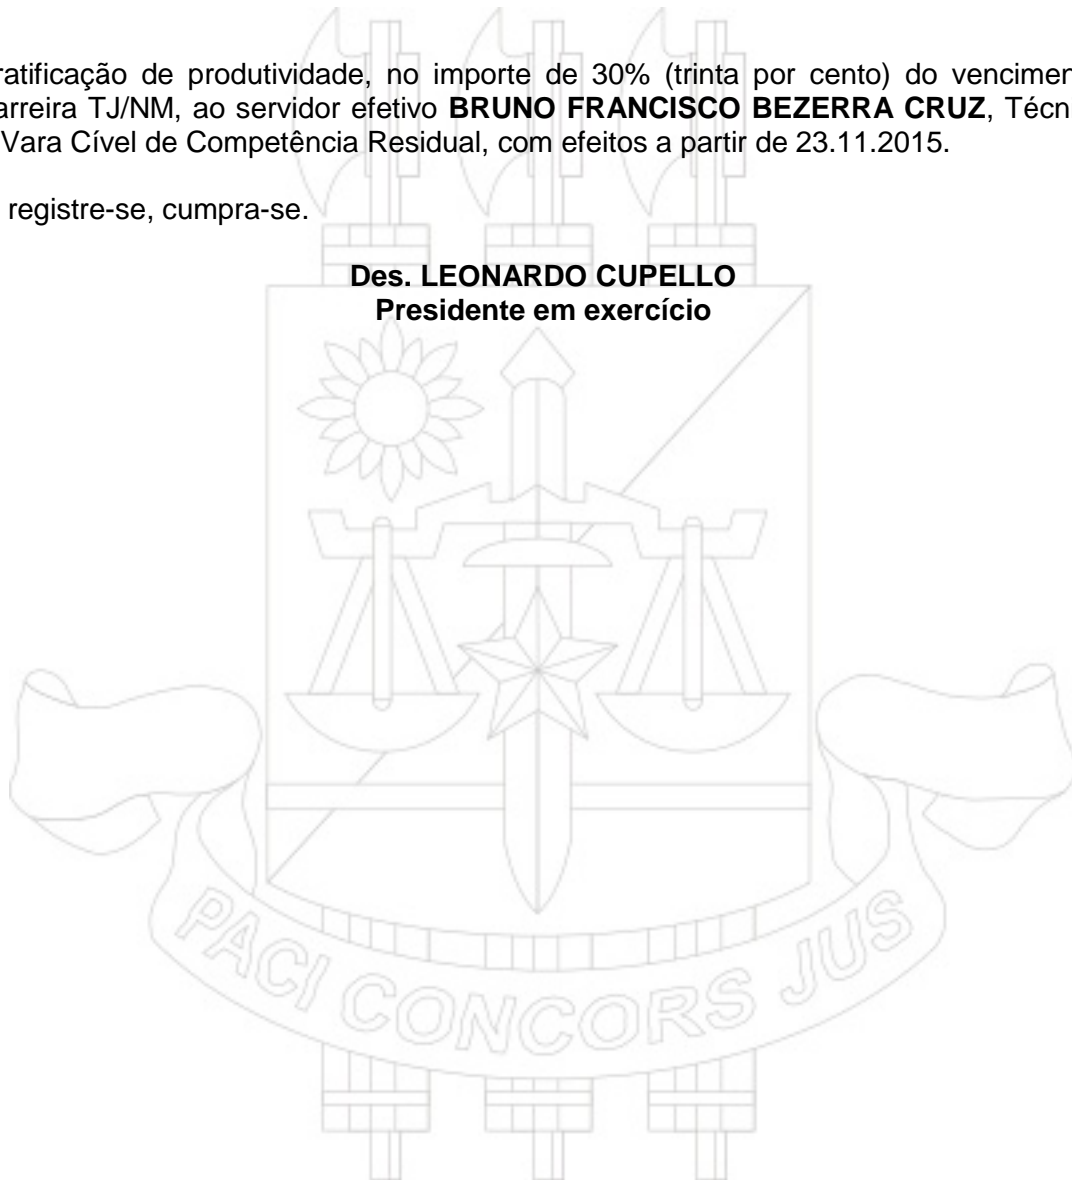 ratificação de produtividade, no importe de 30% (trinta por cento) do vencimen
arreira TJ/NM, ao servidor efetivo BRUNO FRANCISCO BEZERRA CRUZ, Técn
Vara Cível de Competência Residual, com efeitos a partir de 23.11.2015.
registre-se, cumpra-se.
Des. LEONARDO CUPELLO
Presidente em exercício
PACI CONCORS JUS